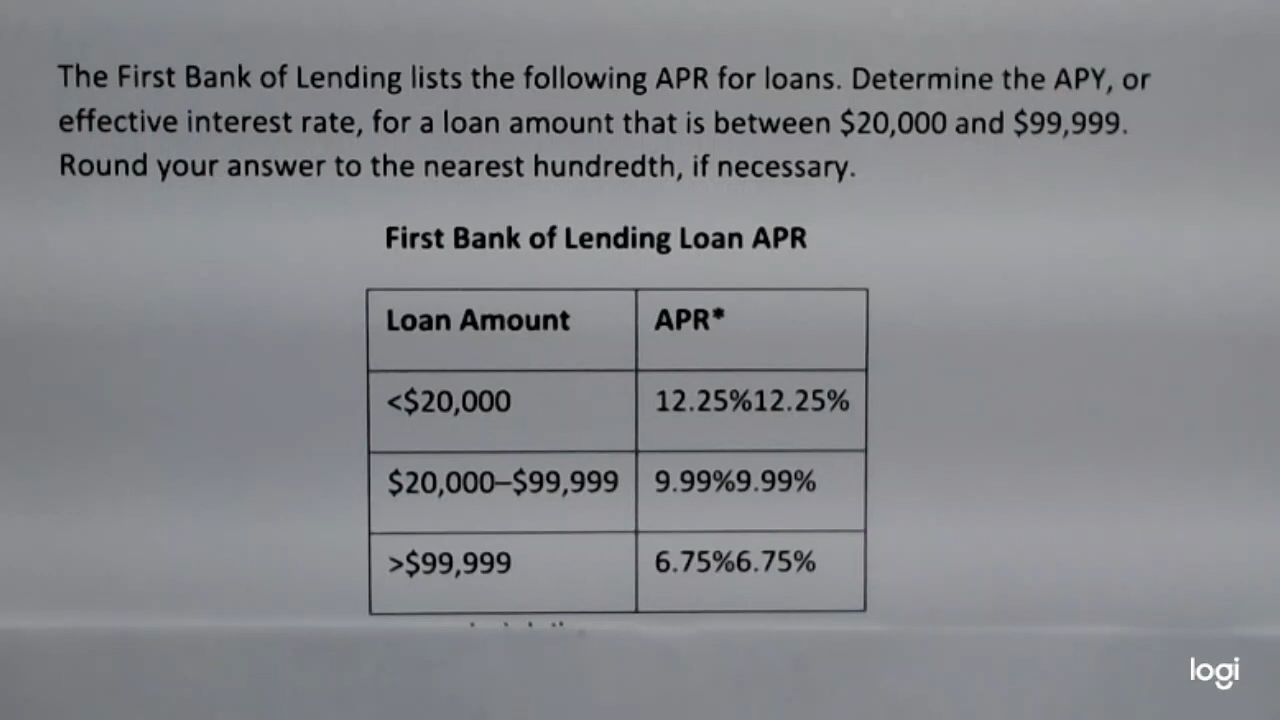 The First Bank of Lending lists the following APR for loans. Determine the APY, or
effective interest rate, for a loan amount that is between $20,000 and $99,999.
Round your answer to the nearest hundredth, if necessary.
First Bank of Lending Loan APR
Loan Amount APR*
<$20,000 12.25%12.25%
$20,000–$99,999 9.99%9.99%
>$99,999 6.75%6.75%
logi